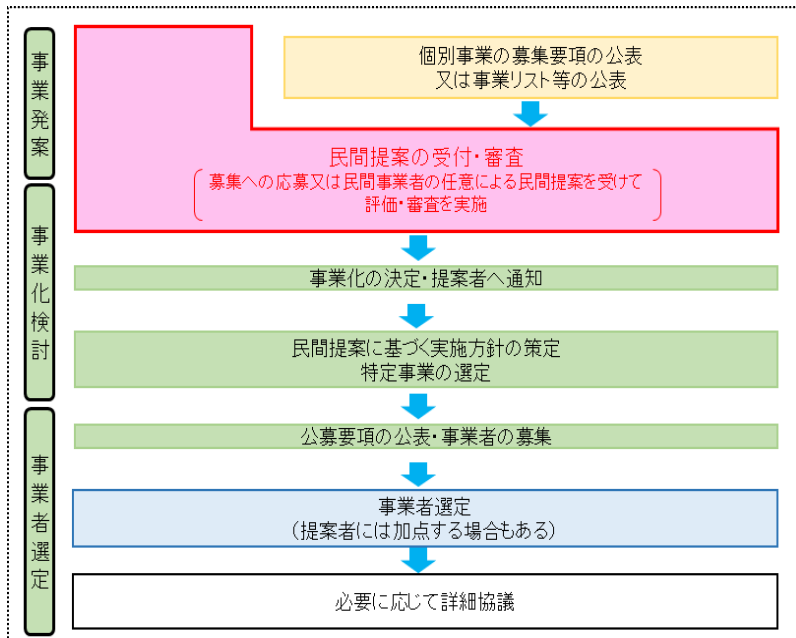 事業発案
個別事業の募集要項の公表
又は事業リスト等の公表
民間提案の受付・審査
募集への応募又は民間事業者の任意による民間提案を受けて
評価・審査を実施
事業化検討
事業化の決定・提案者へ通知
民間提案に基づく実施方針の策定
特定事業の選定
事業者選定
公募要項の公表・事業者の募集
事業者選定
(提案者には加点する場合もある)
必要に応じて詳細協議